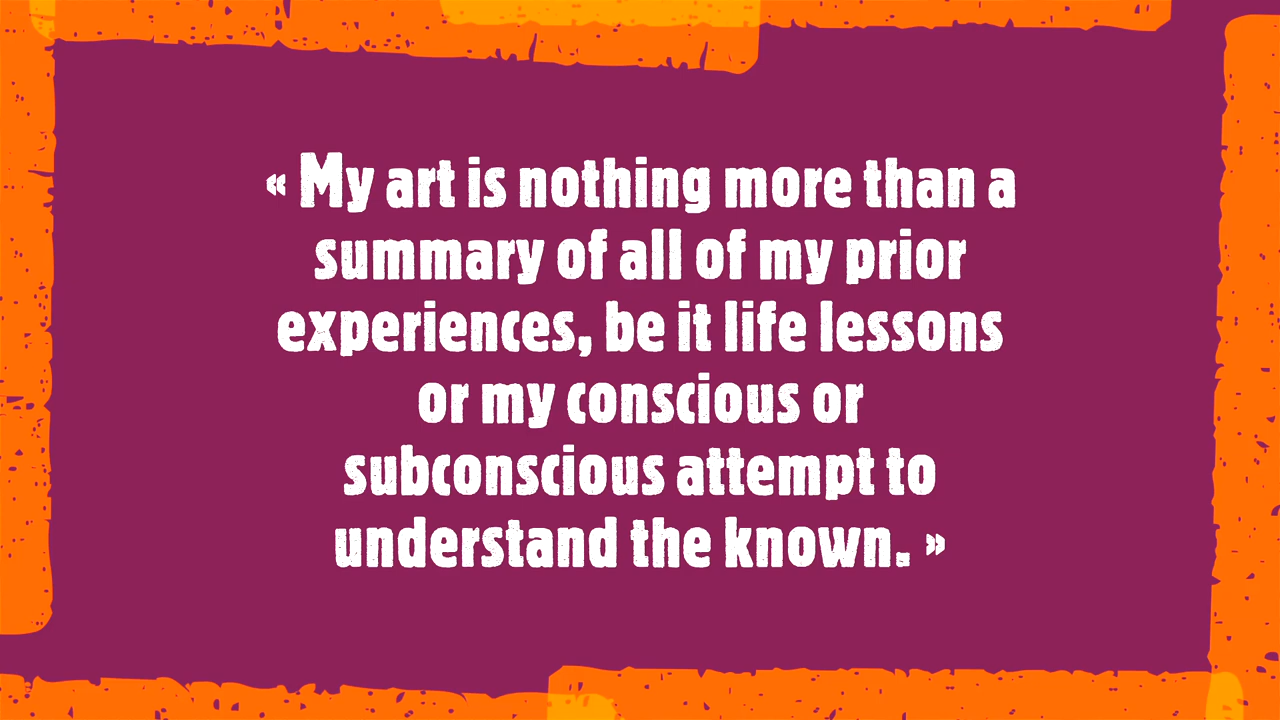 « My art is nothing more than a
summary of all of my prior
experiences, be it life lessons
or my conscious or
subconscious attempt to
understand the known. »